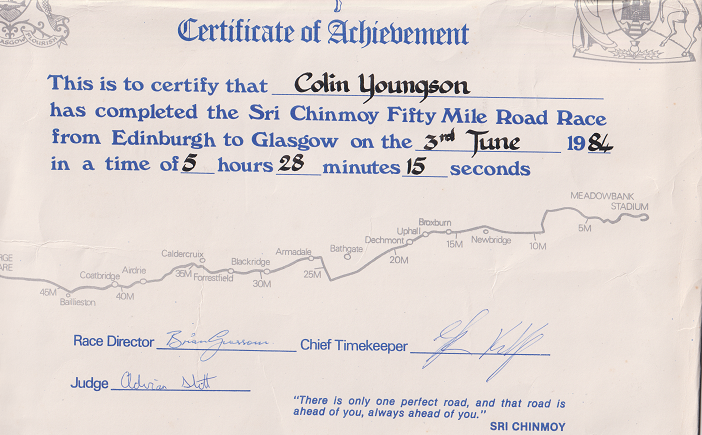 Certificate of Achievement
This is to certify that Colin Youngson
has completed the Sri Chinmoy Fifty Mile Road Race
from Edinburgh to Glasgow on the 3rd June 1984
in a time of 5 hours 28 minutes 15 seconds
MEADOWBANK
STADIUM
5M
10M
Newbridge
15M
Broxburn
Uphall
Dechmont
20M
Bathgate
25M
Armadale
Blackridge
30M
Forrestfield
35M
Caldercruix
Airdrie
40M
Coatbridge
Baillieston
45M
Race Director Chief Timekeeper
Judge Adrian Stott
"There is only one perfect road, and that road is
ahead of you, always ahead of you."
SRI CHINMOY